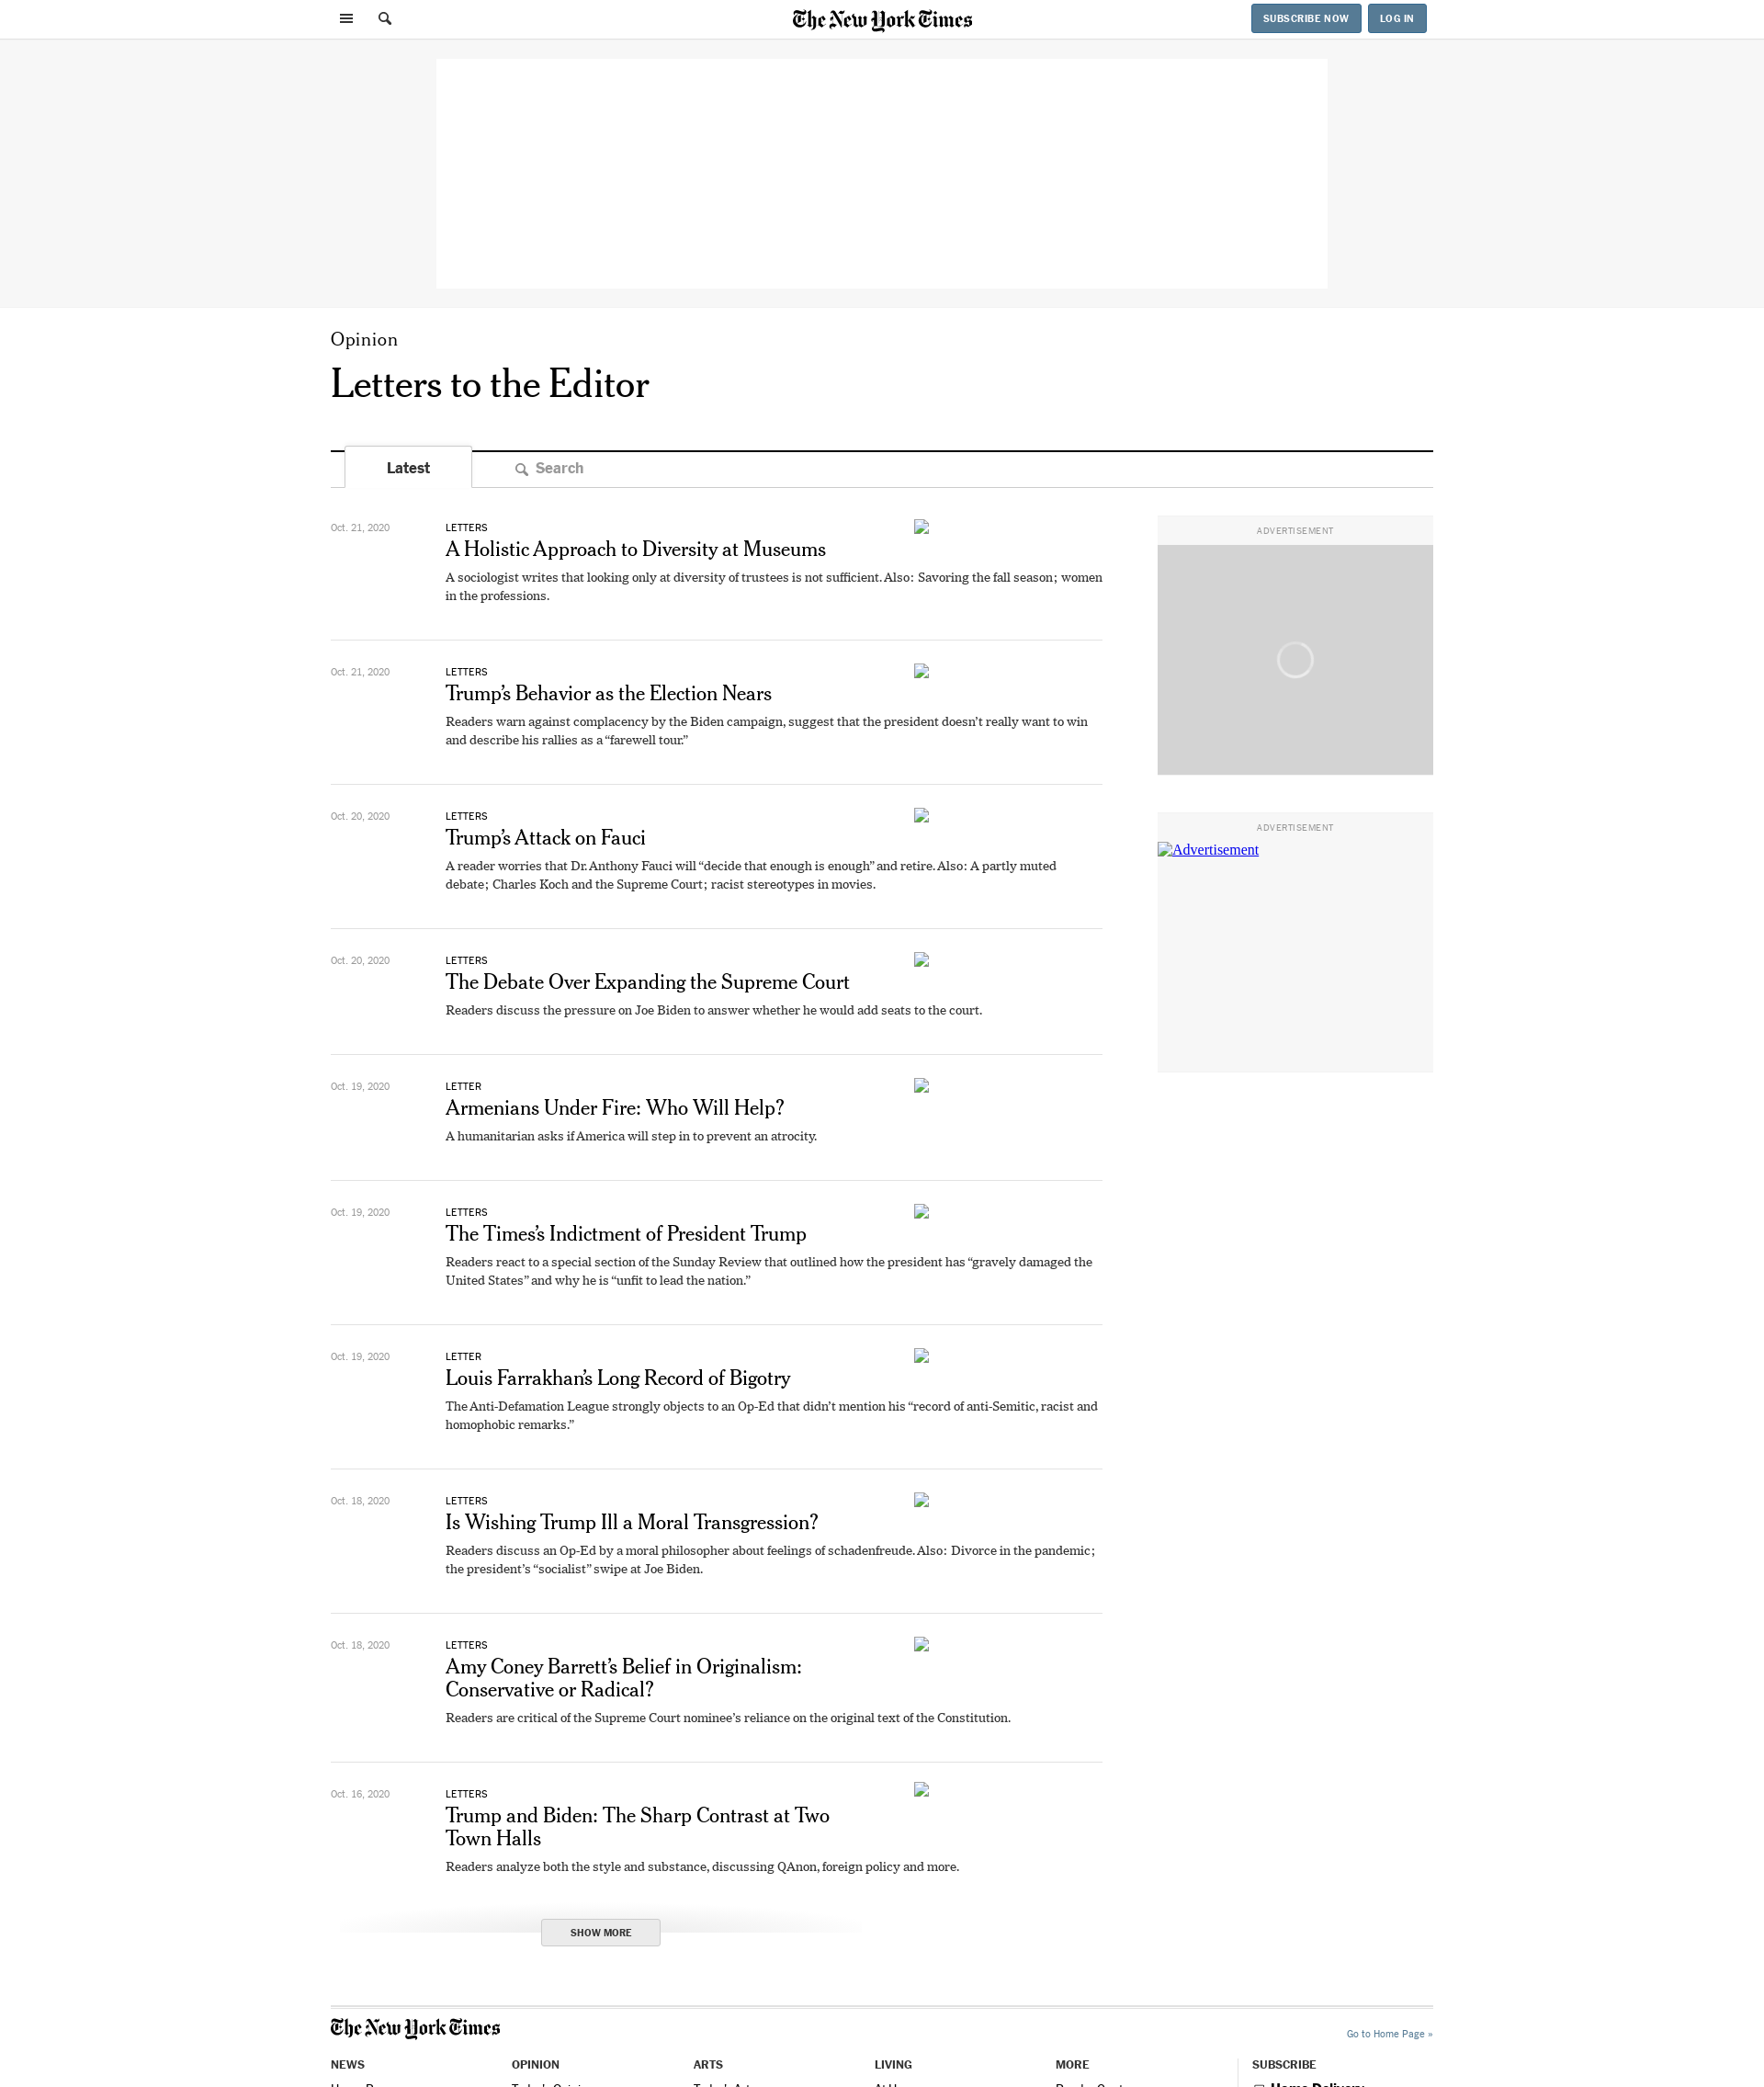 The New York Times
SUBSCRIBE NOW
LOG IN
Opinion
Letters to the Editor
Latest
Search
Oct. 21, 2020
LETTERS
A Holistic Approach to Diversity at Museums
A sociologist writes that looking only at diversity of trustees is not sufficient. Also: Savoring the fall season; women
in the professions.
ADVERTISEMENT
Oct. 21, 2020
LETTERS
Trump’s Behavior as the Election Nears
Readers warn against complacency by the Biden campaign, suggest that the president doesn’t really want to win
and describe his rallies as a “farewell tour.”
Oct. 20, 2020
LETTERS
Trump’s Attack on Fauci
A reader worries that Dr. Anthony Fauci will “decide that enough is enough” and retire. Also: A partly muted
debate; Charles Koch and the Supreme Court; racist stereotypes in movies.
ADVERTISEMENT
Advertisement
Oct. 20, 2020
LETTERS
The Debate Over Expanding the Supreme Court
Readers discuss the pressure on Joe Biden to answer whether he would add seats to the court.
Oct. 19, 2020
LETTER
Armenians Under Fire: Who Will Help?
A humanitarian asks if America will step in to prevent an atrocity.
Oct. 19, 2020
LETTERS
The Times’s Indictment of President Trump
Readers react to a special section of the Sunday Review that outlined how the president has “gravely damaged the
United States” and why he is “unfit to lead the nation.”
Oct. 19, 2020
LETTER
Louis Farrakhan’s Long Record of Bigotry
The Anti-Defamation League strongly objects to an Op-Ed that didn’t mention his “record of anti-Semitic, racist and
homophobic remarks.”
Oct. 18, 2020
LETTERS
Is Wishing Trump Ill a Moral Transgression?
Readers discuss an Op-Ed by a moral philosopher about feelings of schadenfreude. Also: Divorce in the pandemic;
the president’s “socialist” swipe at Joe Biden.
Oct. 18, 2020
LETTERS
Amy Coney Barrett’s Belief in Originalism:
Conservative or Radical?
Readers are critical of the Supreme Court nominee’s reliance on the original text of the Constitution.
Oct. 16, 2020
LETTERS
Trump and Biden: The Sharp Contrast at Two
Town Halls
Readers analyze both the style and substance, discussing QAnon, foreign policy and more.
SHOW MORE
The New York Times
Go to Home Page »
NEWS
OPINION
ARTS
LIVING
MORE
SUBSCRIBE
Home Delivery